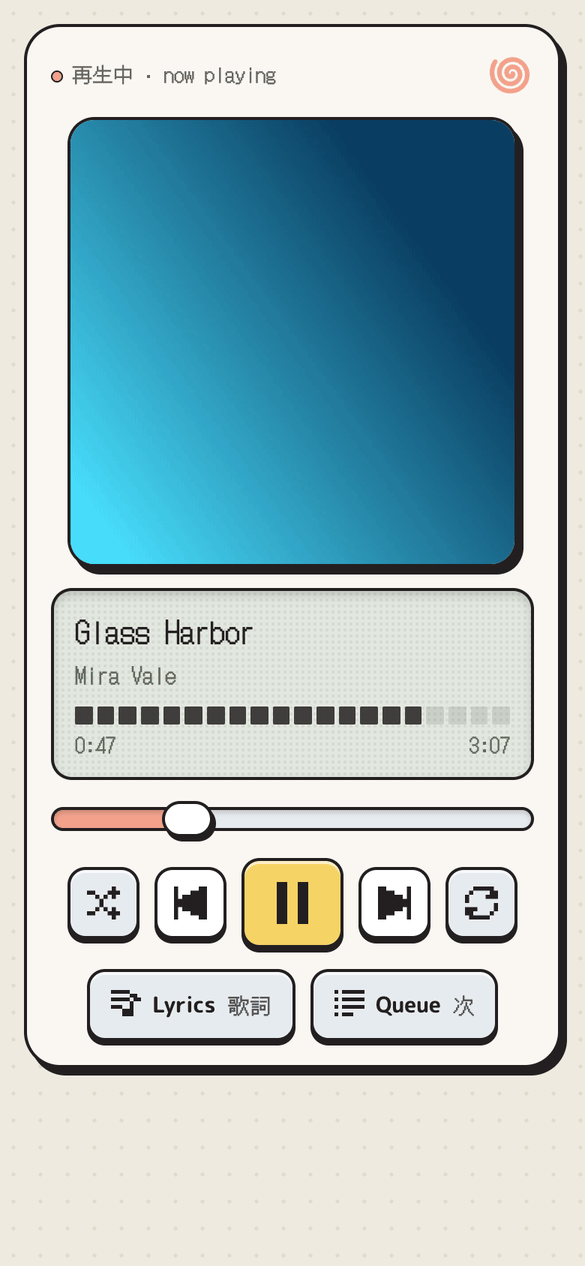 再生中 · now playing
Glass Harbor
Mira Vale
0:47 3:07
Lyrics 歌詞 Queue 次